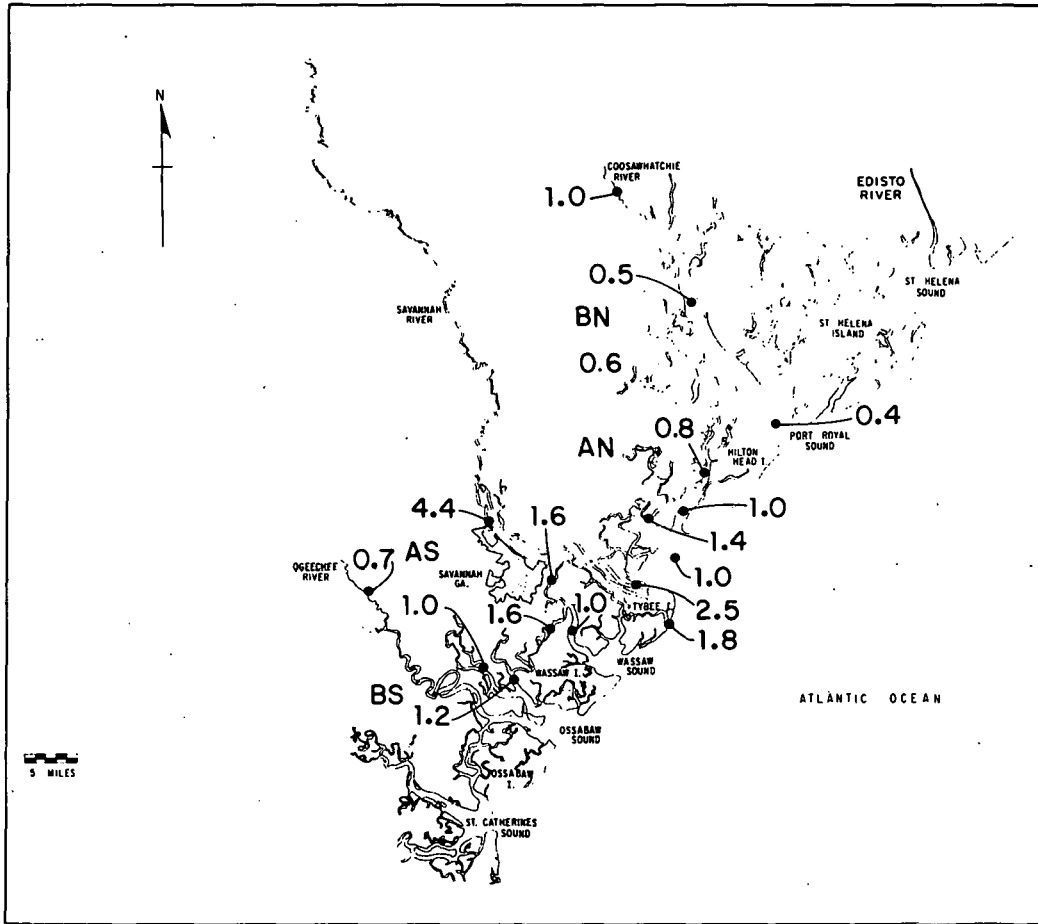 N
COOSAWHATCHIE
RIVER
1.0
EDISTO
RIVER
ST HELENA
SOUND
0.5
BN
SAVANNAH
RIVER
ST HELENA
ISLAND
0.6
0.4
0.8
PORT ROYAL
SOUND
AN
HILTON
HEAD I.
4.4
1.6
1.0
1.4
OGEECHEE
RIVER
0.7
AS
SAVANNAH
GA.
1.0
1.0
1.0
2.5
TYBEE I.
1.6
1.8
WASSAW
SOUND
WASSAW I.
BS
1.2
ATLANTIC OCEAN
OSSABAW
SOUND
5 MILES
OSSABAW
I.
ST. CATHERINES
SOUND